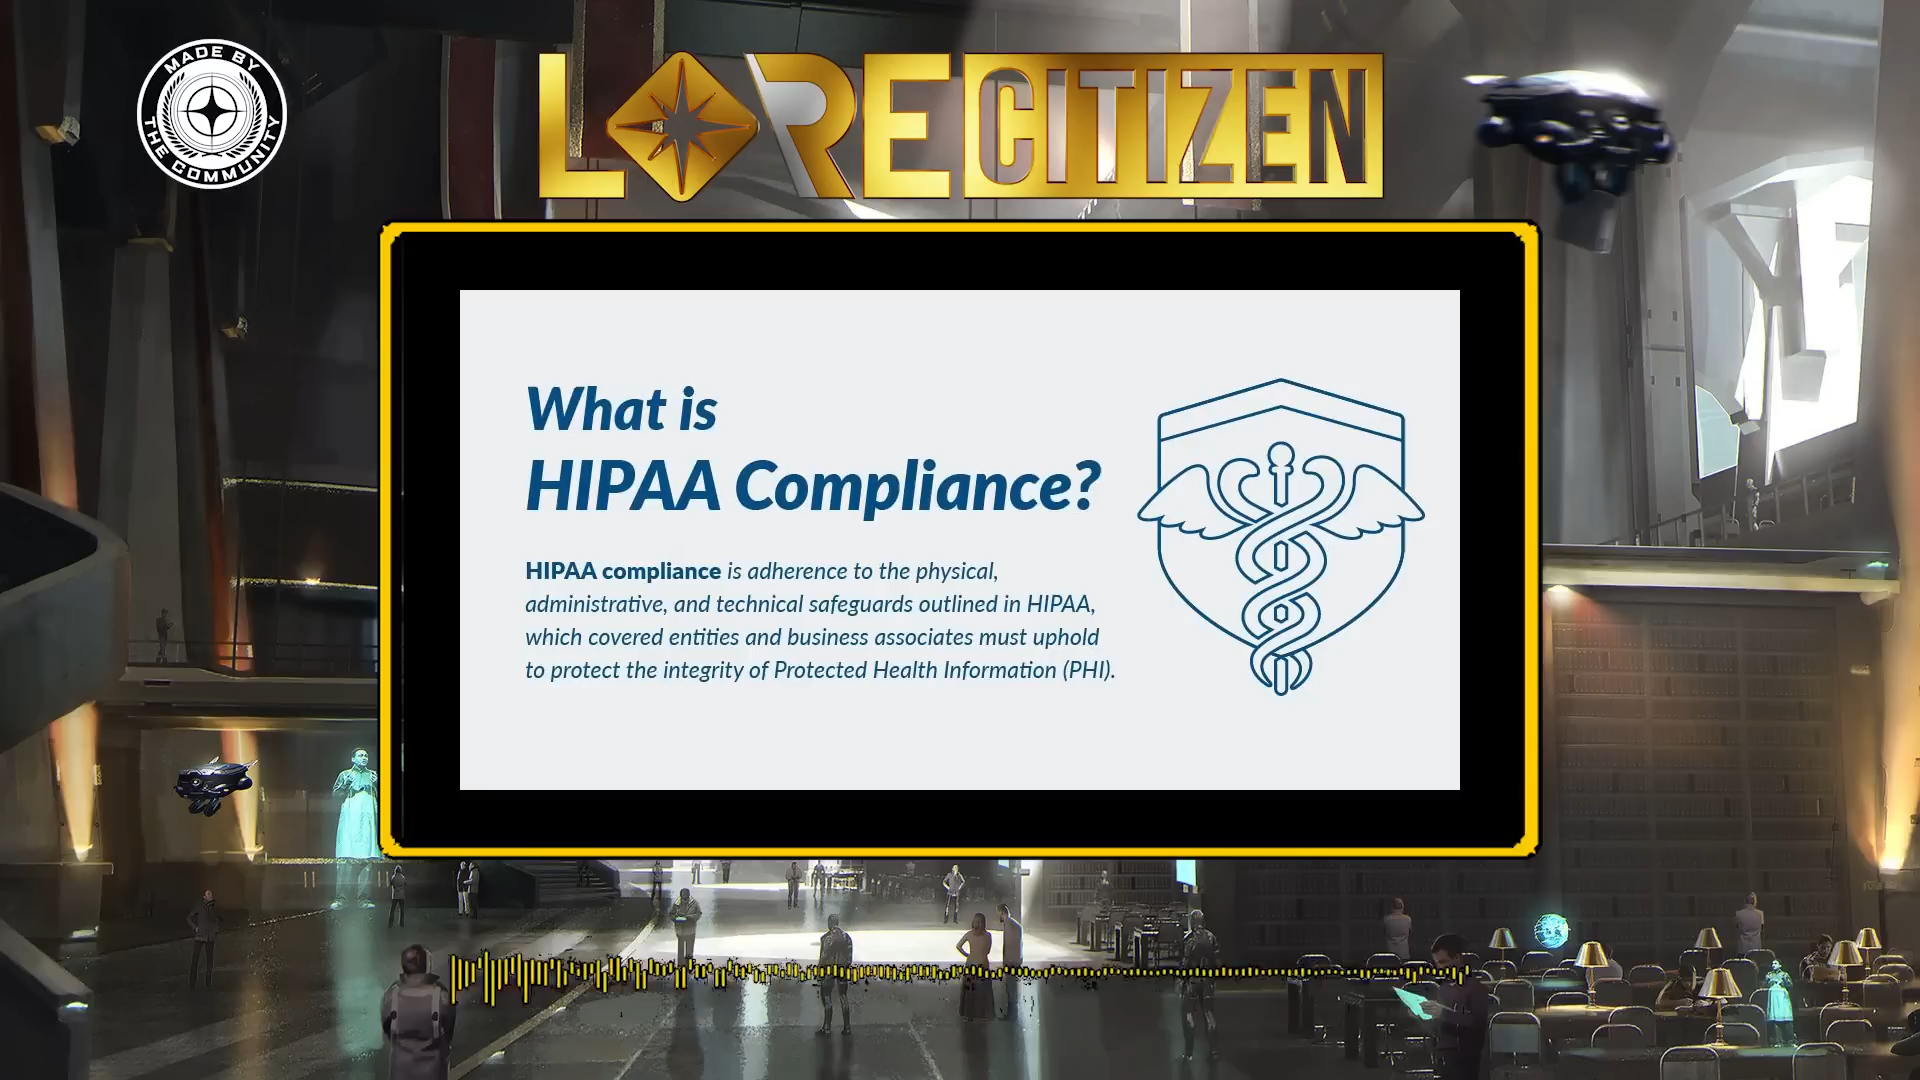 MADE BY
THE COMMUNITY
LORE CITIZEN
What is
HIPAA Compliance?
HIPAA compliance is adherence to the physical,
administrative, and technical safeguards outlined in HIPAA,
which covered entities and business associates must uphold
to protect the integrity of Protected Health Information (PHI).